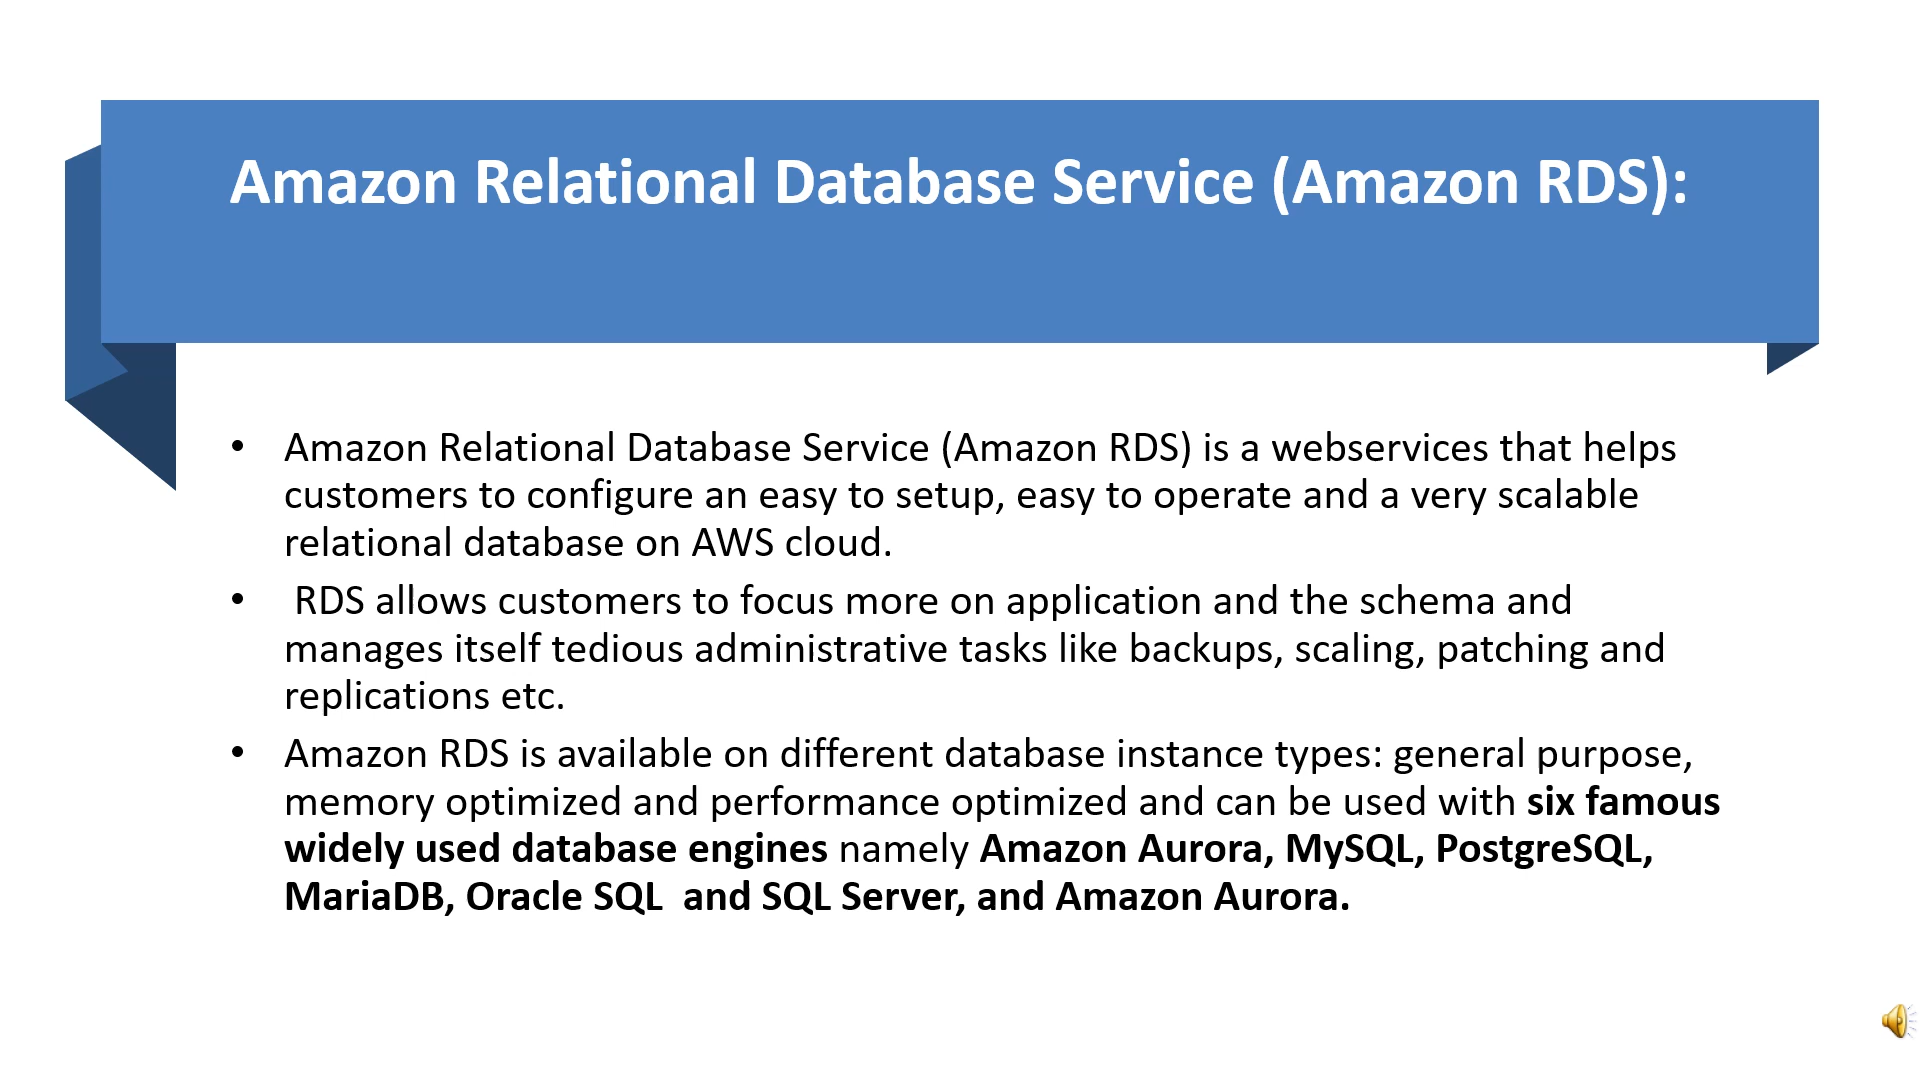 Amazon Relational Database Service (Amazon RDS):
• Amazon Relational Database Service (Amazon RDS) is a webservices that helps
customers to configure an easy to setup, easy to operate and a very scalable
relational database on AWS cloud.
• RDS allows customers to focus more on application and the schema and
manages itself tedious administrative tasks like backups, scaling, patching and
replications etc.
• Amazon RDS is available on different database instance types: general purpose,
memory optimized and performance optimized and can be used with six famous
widely used database engines namely Amazon Aurora, MySQL, PostgreSQL,
MariaDB, Oracle SQL  and SQL Server, and Amazon Aurora.